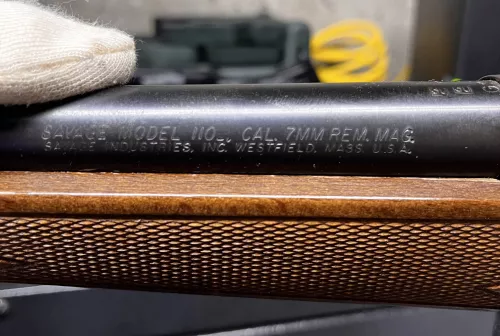 SAVAGE MODEL 110, CAL. 7MM REM. MAG.
SAVAGE INDUSTRIES, INC. WESTFIELD, MASS. U.S.A.